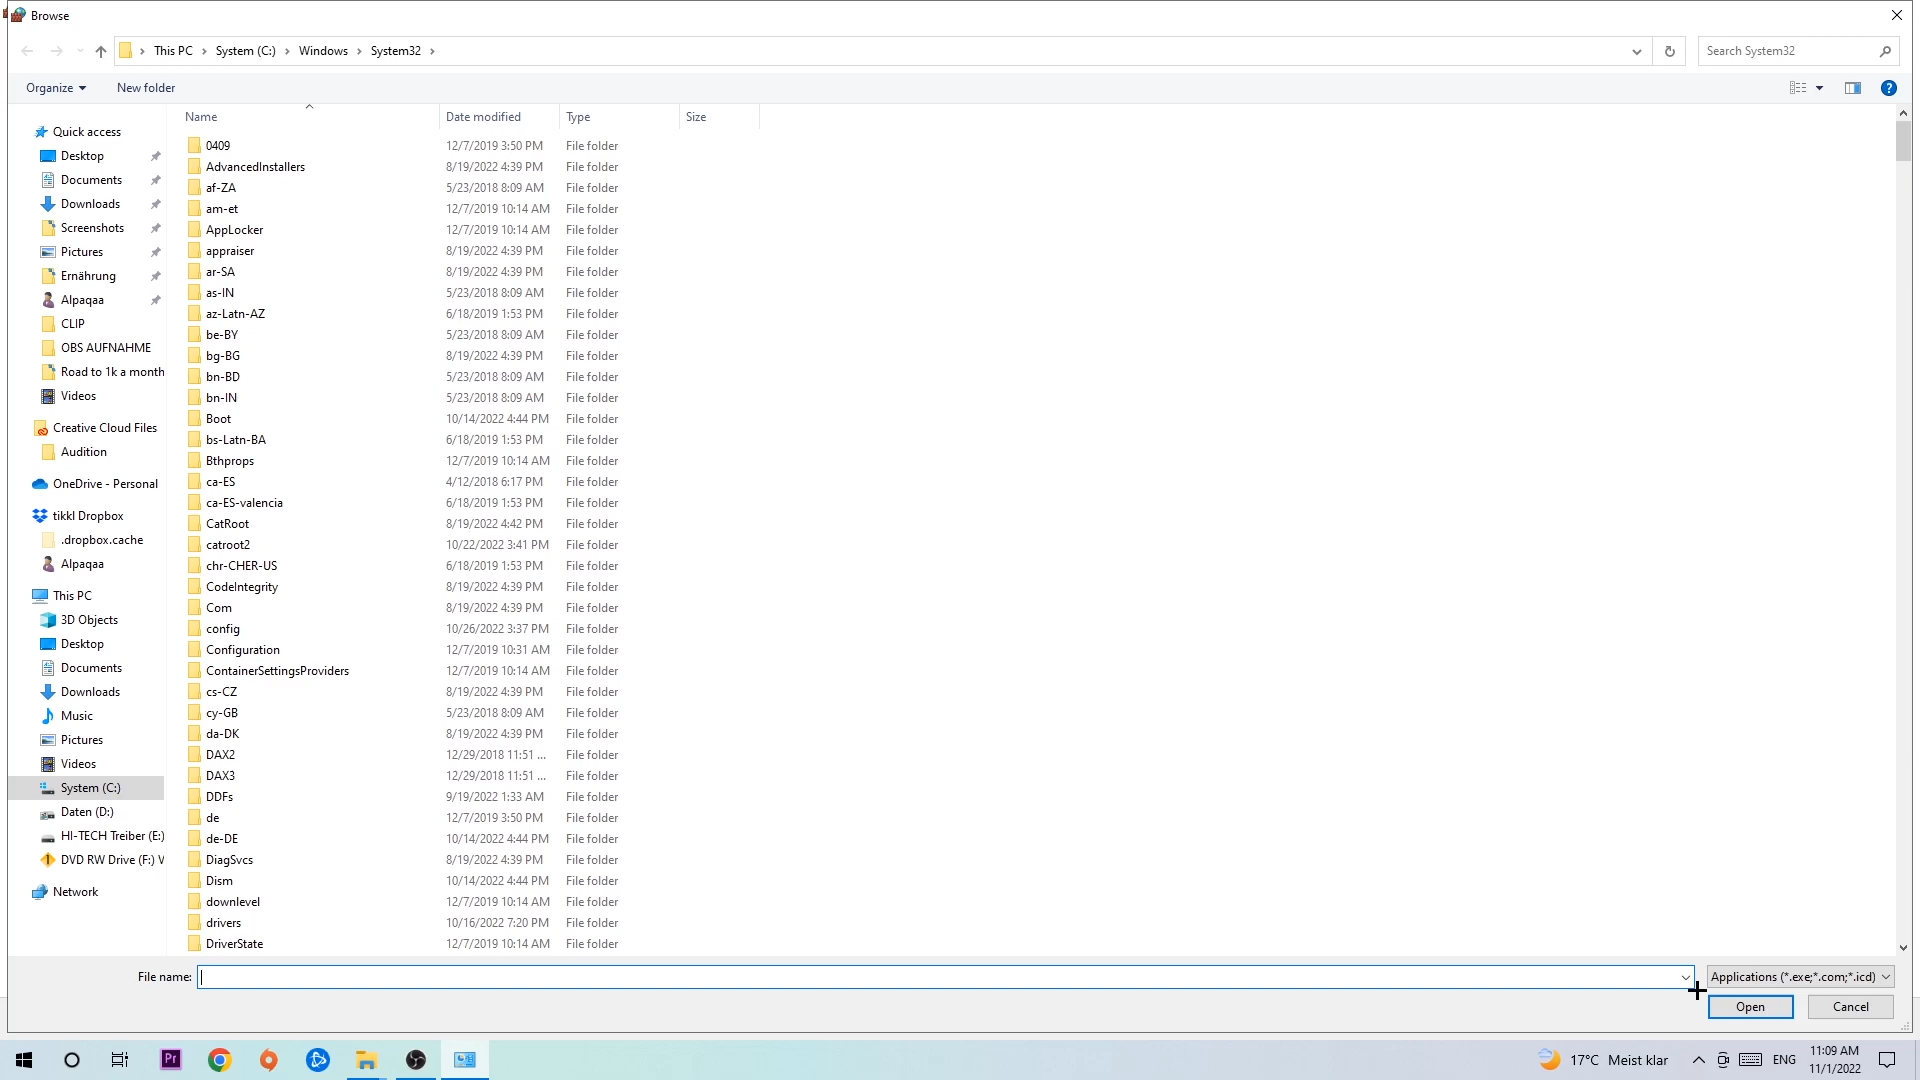 Browse
This PC > System (C:) > Windows > System32 >
Search System32
Organize
New folder
Name Date modified Type Size
Quick access
Desktop
Documents
Downloads
Screenshots
Pictures
Ernährung
Alpaqaa
CLIP
OBS AUFNAHME
Road to 1k a month
Videos
Creative Cloud Files
Audition
OneDrive - Personal
tikkl Dropbox
.dropbox.cache
Alpaqaa
This PC
3D Objects
Desktop
Documents
Downloads
Music
Pictures
Videos
System (C:)
Daten (D:)
HI-TECH Treiber (E:)
DVD RW Drive (F:) V
Network
0409 12/7/2019 3:50 PM File folder
AdvancedInstallers 8/19/2022 4:39 PM File folder
af-ZA 5/23/2018 8:09 AM File folder
am-et 12/7/2019 10:14 AM File folder
AppLocker 12/7/2019 10:14 AM File folder
appraiser 8/19/2022 4:39 PM File folder
ar-SA 8/19/2022 4:39 PM File folder
as-IN 5/23/2018 8:09 AM File folder
az-Latn-AZ 6/18/2019 1:53 PM File folder
be-BY 5/23/2018 8:09 AM File folder
bg-BG 8/19/2022 4:39 PM File folder
bn-BD 5/23/2018 8:09 AM File folder
bn-IN 5/23/2018 8:09 AM File folder
Boot 10/14/2022 4:44 PM File folder
bs-Latn-BA 6/18/2019 1:53 PM File folder
Bthprops 12/7/2019 10:14 AM File folder
ca-ES 4/12/2018 6:17 PM File folder
ca-ES-valencia 6/18/2019 1:53 PM File folder
CatRoot 8/19/2022 4:42 PM File folder
catroot2 10/22/2022 3:41 PM File folder
chr-CHER-US 6/18/2019 1:53 PM File folder
CodeIntegrity 8/19/2022 4:39 PM File folder
Com 8/19/2022 4:39 PM File folder
config 10/26/2022 3:37 PM File folder
Configuration 12/7/2019 10:31 AM File folder
ContainerSettingsProviders 12/7/2019 10:14 AM File folder
cs-CZ 8/19/2022 4:39 PM File folder
cy-GB 5/23/2018 8:09 AM File folder
da-DK 8/19/2022 4:39 PM File folder
DAX2 12/29/2018 11:51 ... File folder
DAX3 12/29/2018 11:51 ... File folder
DDFs 9/19/2022 1:33 AM File folder
de 12/7/2019 3:50 PM File folder
de-DE 10/14/2022 4:44 PM File folder
DiagSvcs 8/19/2022 4:39 PM File folder
Dism 10/14/2022 4:44 PM File folder
downlevel 12/7/2019 10:14 AM File folder
drivers 10/16/2022 7:20 PM File folder
DriverState 12/7/2019 10:14 AM File folder
File name:
Applications (*.exe;*.com;*.icd)
Open
Cancel
Pr
17°C Meist klar
ENG
11:09 AM
11/1/2022